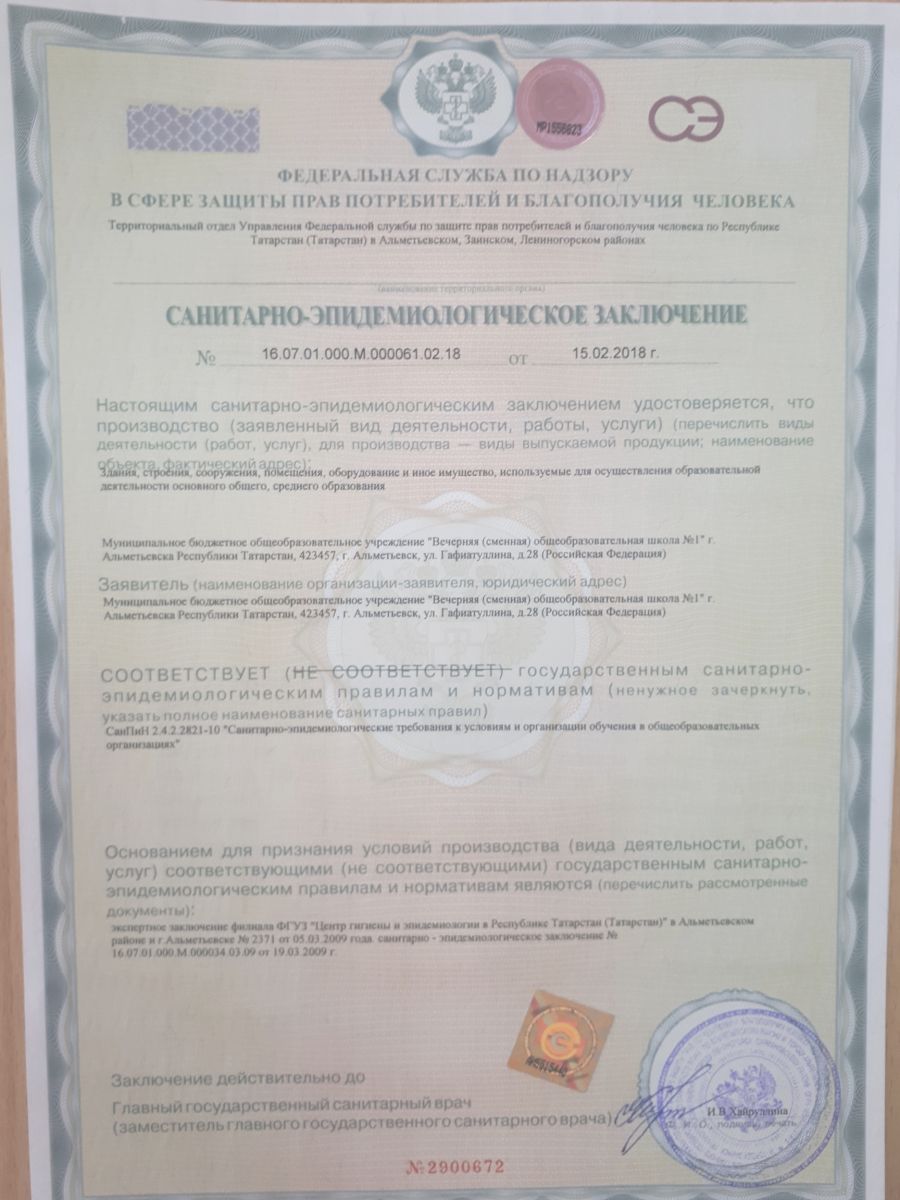 МР1556823
СЭ
ФЕДЕРАЛЬНАЯ СЛУЖБА ПО НАДЗОРУ
В СФЕРЕ ЗАЩИТЫ ПРАВ ПОТРЕБИТЕЛЕЙ И БЛАГОПОЛУЧИЯ ЧЕЛОВЕКА
Территориальный отдел Управления Федеральной службы по защите прав потребителей и благополучия человека по Республике
Татарстан (Татарстан) в Альметьевском, Заинском, Лениногорском районах
(наименование территориального органа)
САНИТАРНО-ЭПИДЕМИОЛОГИЧЕСКОЕ ЗАКЛЮЧЕНИЕ
№ 16.07.01.000.М.000061.02.18 от 15.02.2018 г.
Настоящим санитарно-эпидемиологическим заключением удостоверяется, что
производство (заявленный вид деятельности, работы, услуги) (перечислить виды
деятельности (работ, услуг), для производства — виды выпускаемой продукции; наименование
объекта, фактический адрес):
Здания, строения, сооружения, помещения, оборудование и иное имущество, используемые для осуществления образовательной
деятельности основного общего, среднего образования
Муниципальное бюджетное общеобразовательное учреждение "Вечерняя (сменная) общеобразовательная школа №1" г.
Альметьевска Республики Татарстан, 423457, г. Альметьевск, ул. Гафиатуллина, д.28 (Российская Федерация)
Заявитель (наименование организации-заявителя, юридический адрес)
Муниципальное бюджетное общеобразовательное учреждение "Вечерняя (сменная) общеобразовательная школа №1" г.
Альметьевска Республики Татарстан, 423457, г. Альметьевск, ул. Гафиатуллина, д.28 (Российская Федерация)
СООТВЕТСТВУЕТ (НЕ СООТВЕТСТВУЕТ) государственным санитарно-
эпидемиологическим правилам и нормативам (ненужное зачеркнуть,
указать полное наименование санитарных правил)
СанПиН 2.4.2.2821-10 "Санитарно-эпидемиологические требования к условиям и организации обучения в общеобразовательных
организациях"
Основанием для признания условий производства (вида деятельности, работ,
услуг) соответствующими (не соответствующими) государственным санитарно-
эпидемиологическим правилам и нормативам являются (перечислить рассмотренные
документы):
экспертное заключение филиала ФГУЗ "Центр гигиены и эпидемиологии в Республике Татарстан (Татарстан)" в Альметьевском
районе и г.Альметьевске № 2371 от 05.03.2009 года. санитарно - эпидемиологическое заключение №
16.07.01.000.М.000034.03.09 от 19.03.2009 г.
Заключение действительно до
Главный государственный санитарный врач
(заместитель главного государственного санитарного врача)
И.В.Хайруллина
Ф. И. О., подпись, печать
№2900672